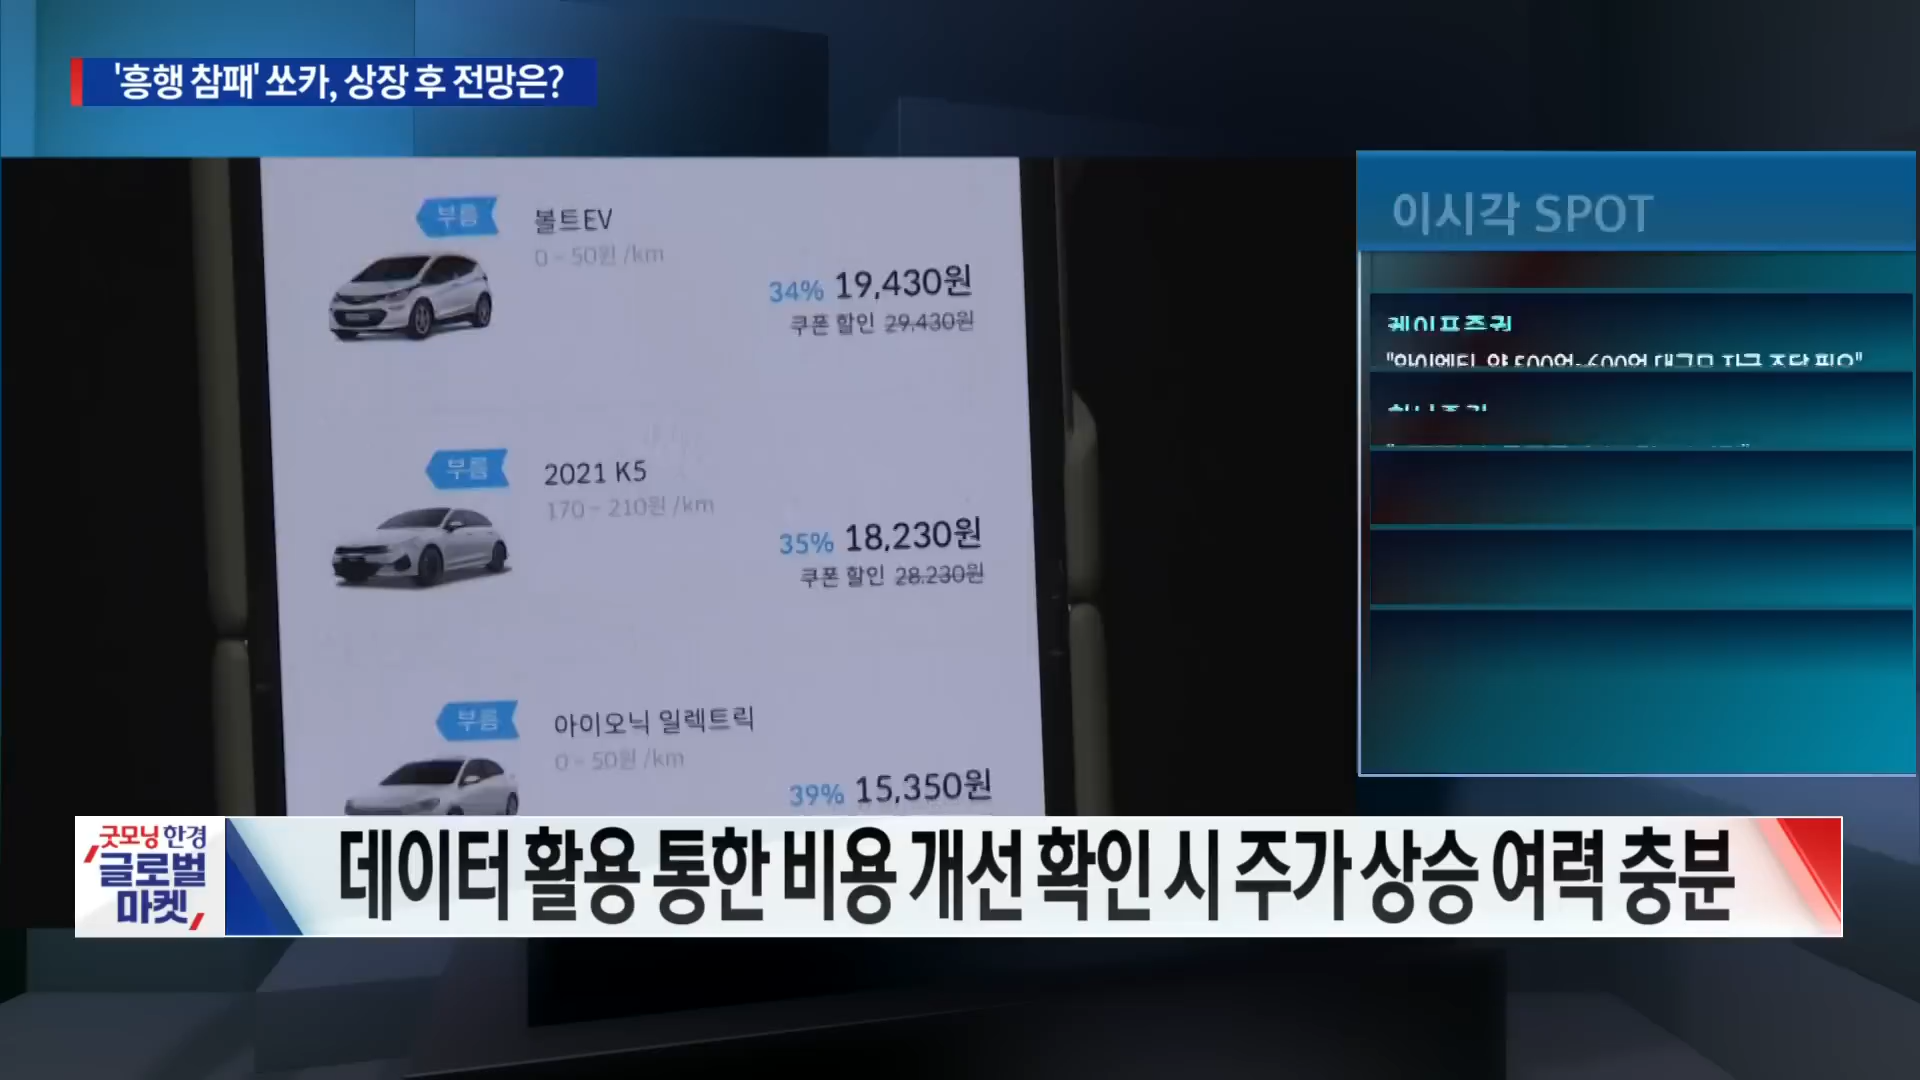 '흥행 참패' 쏘카, 상장 후 전망은?
부름
볼트EV
0 - 50원 /km
34% 19,430원
쿠폰 할인 29,430원
부름
2021 K5
170 - 210원 /km
35% 18,230원
쿠폰 할인 28,230원
부름
아이오닉 일렉트릭
0 - 50원 /km
39% 15,350원
이시각 SPOT
케이프증권
굿모닝 한경
글로벌
마켓
데이터 활용 통한 비용 개선 확인 시 주가 상승 여력 충분